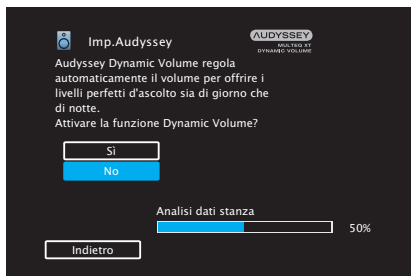 Imp.Audyssey
AUDYSSEY
MULTEQ XT
DYNAMIC VOLUME
Audyssey Dynamic Volume regola
automaticamente il volume per offrire i
livelli perfetti d'ascolto sia di giorno che
di notte.
Attivare la funzione Dynamic Volume?
Sì
No
Analisi dati stanza
50%
Indietro